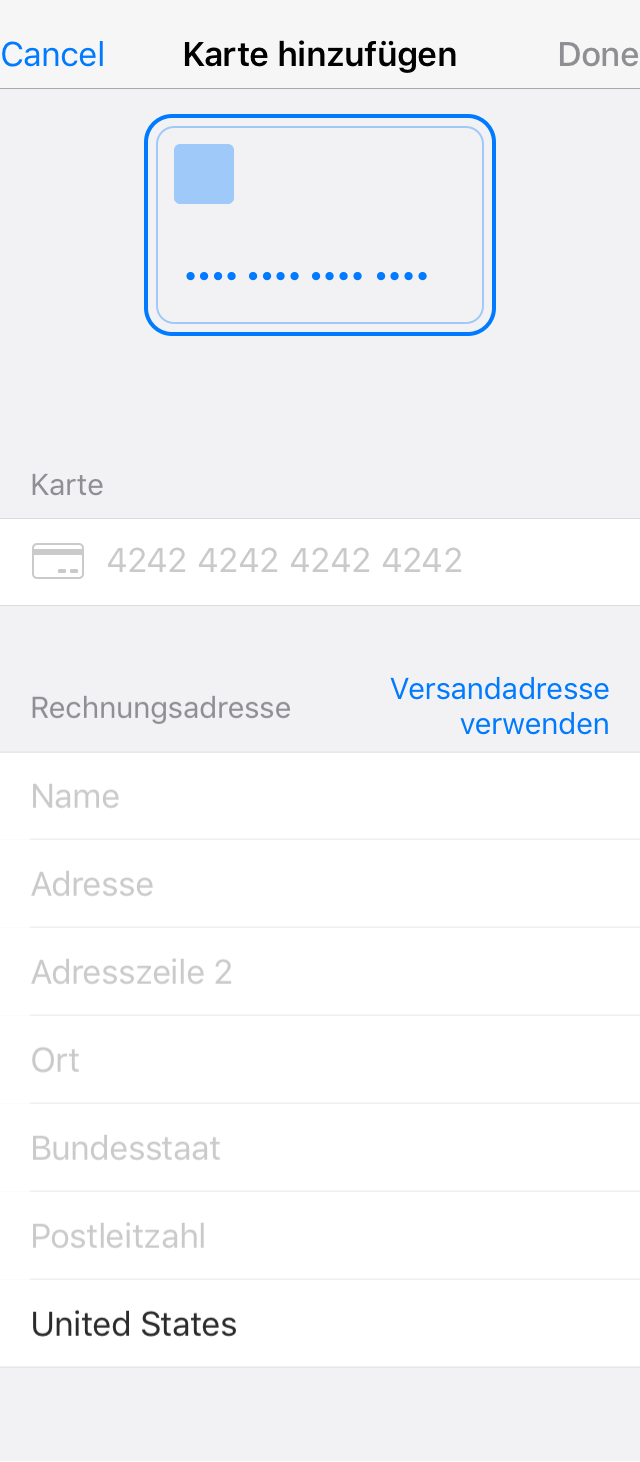 Cancel
Karte hinzufügen
Done
•••• •••• •••• ••••
Karte
4242 4242 4242 4242
Rechnungsadresse
Versandadresse
verwenden
Name
Adresse
Adresszeile 2
Ort
Bundesstaat
Postleitzahl
United States